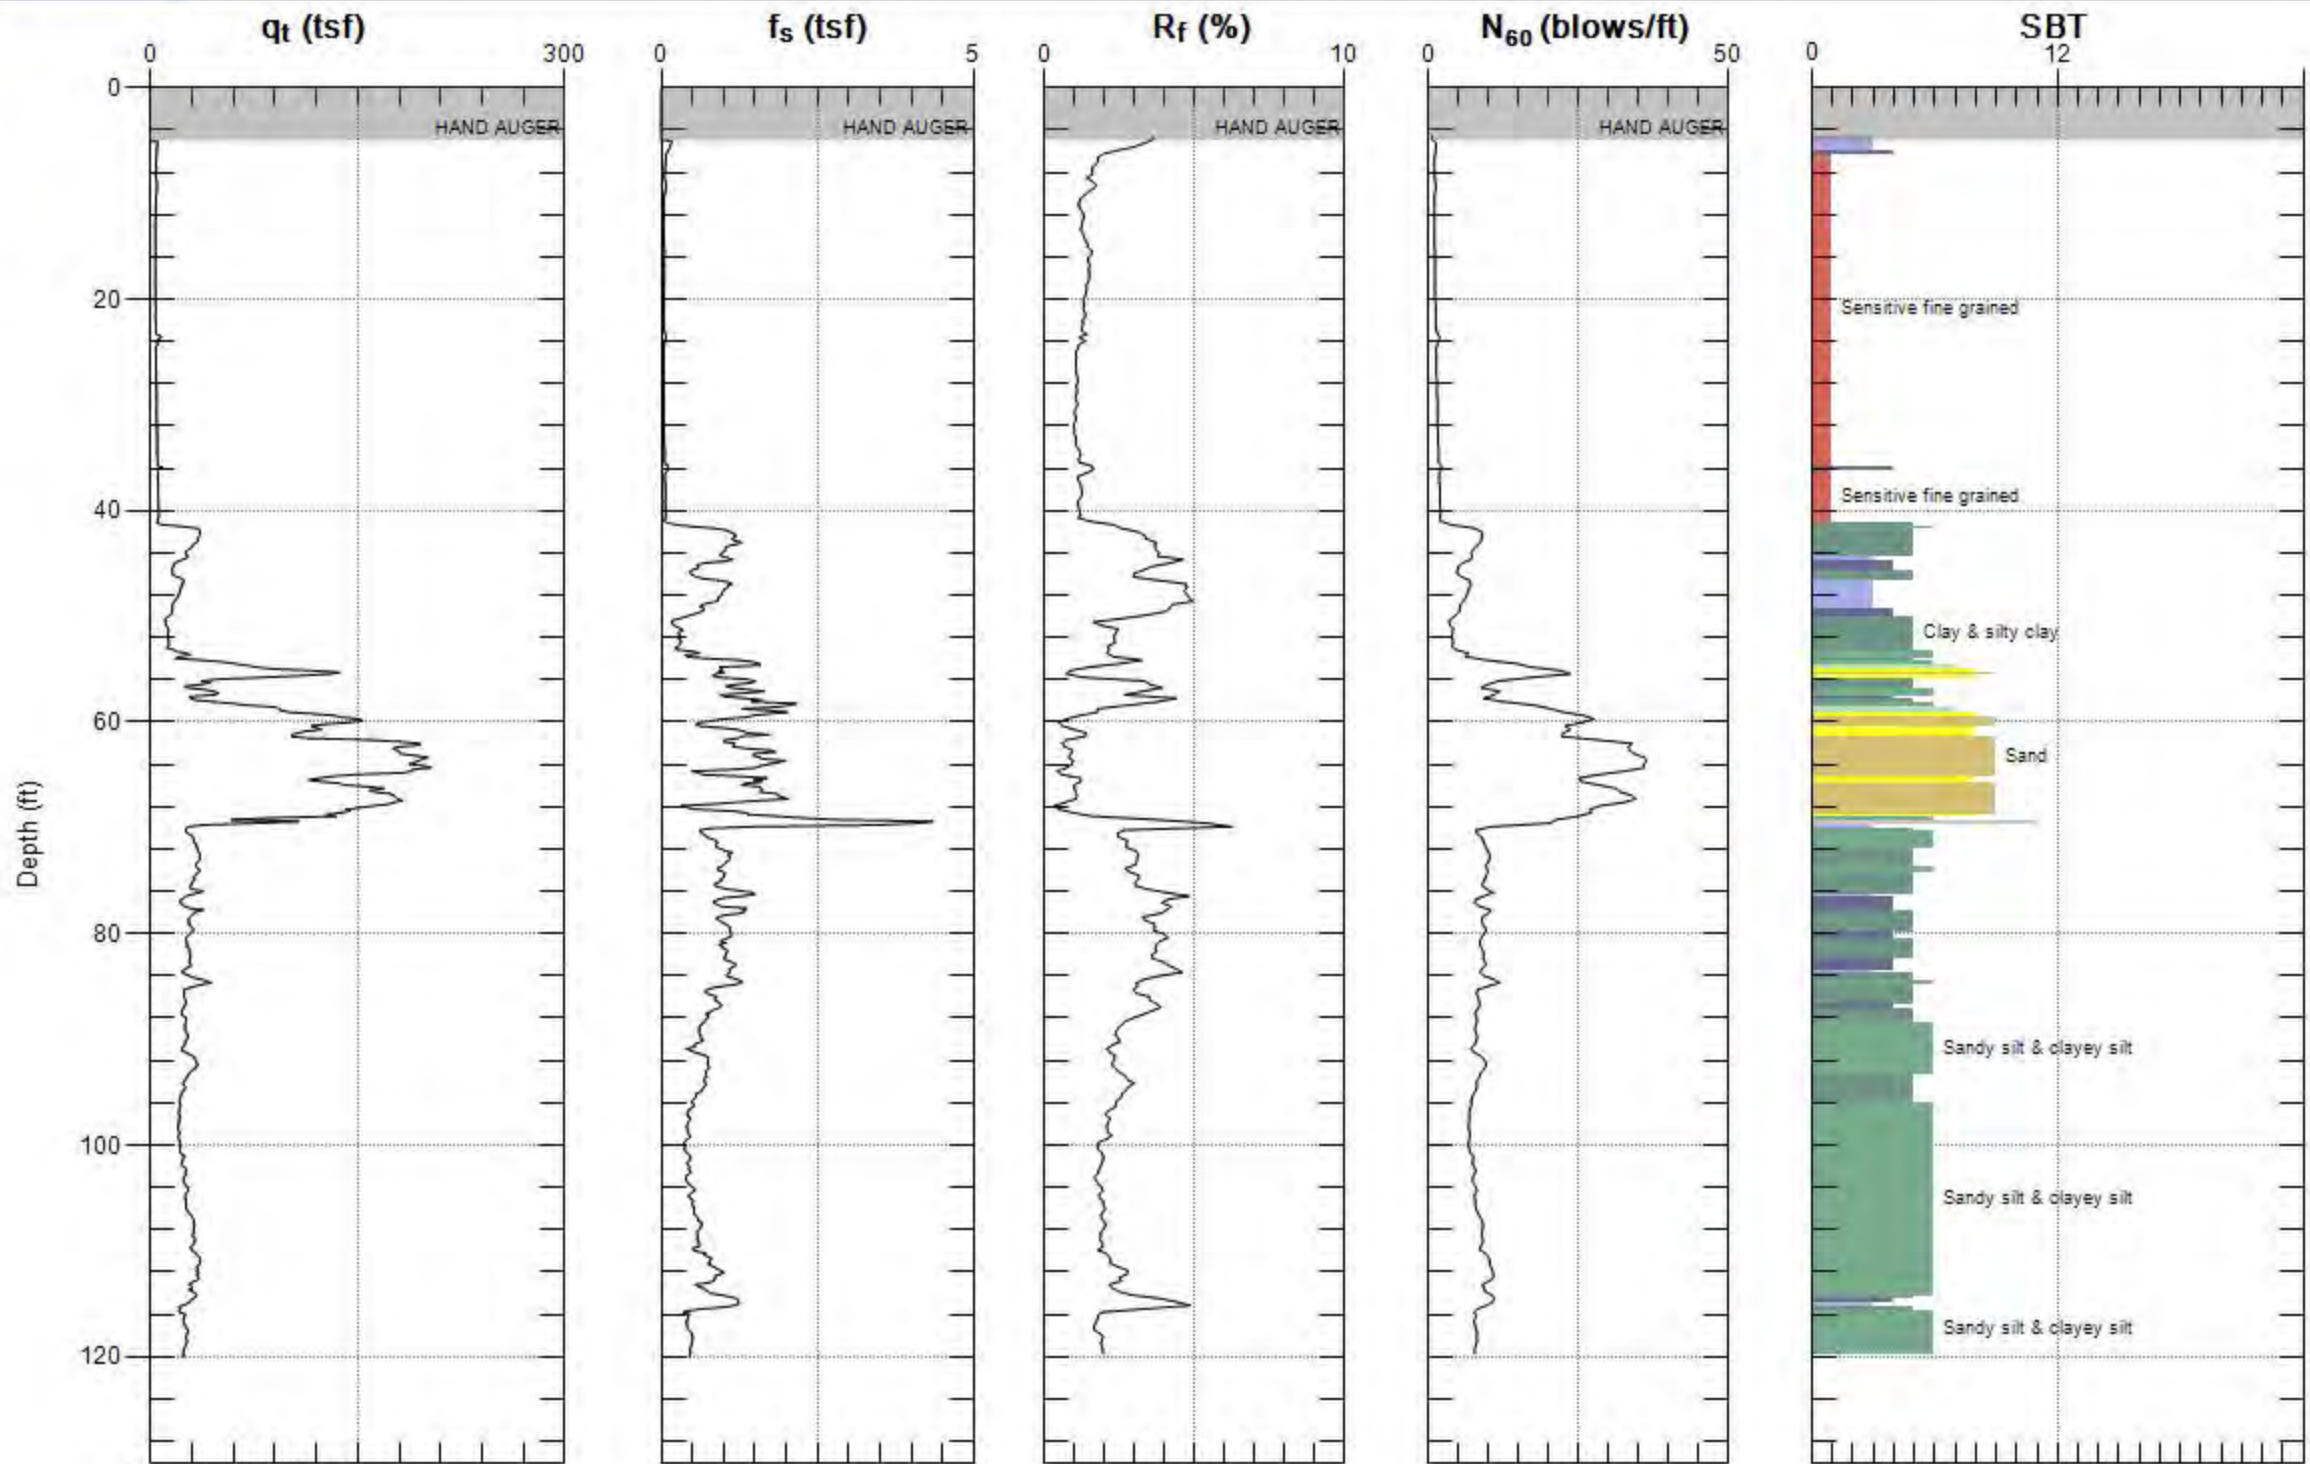 qt (tsf) fs (tsf) Rf (%) N60 (blows/ft) SBT
0 300 0 5 0 10 0 50 0 12
0
HAND AUGER HAND AUGER HAND AUGER HAND AUGER
20
Sensitive fine grained
Sensitive fine grained
40
Clay & silty clay
60
Sand
Depth (ft)
80
Sandy silt & clayey silt
100
Sandy silt & clayey silt
Sandy silt & clayey silt
120